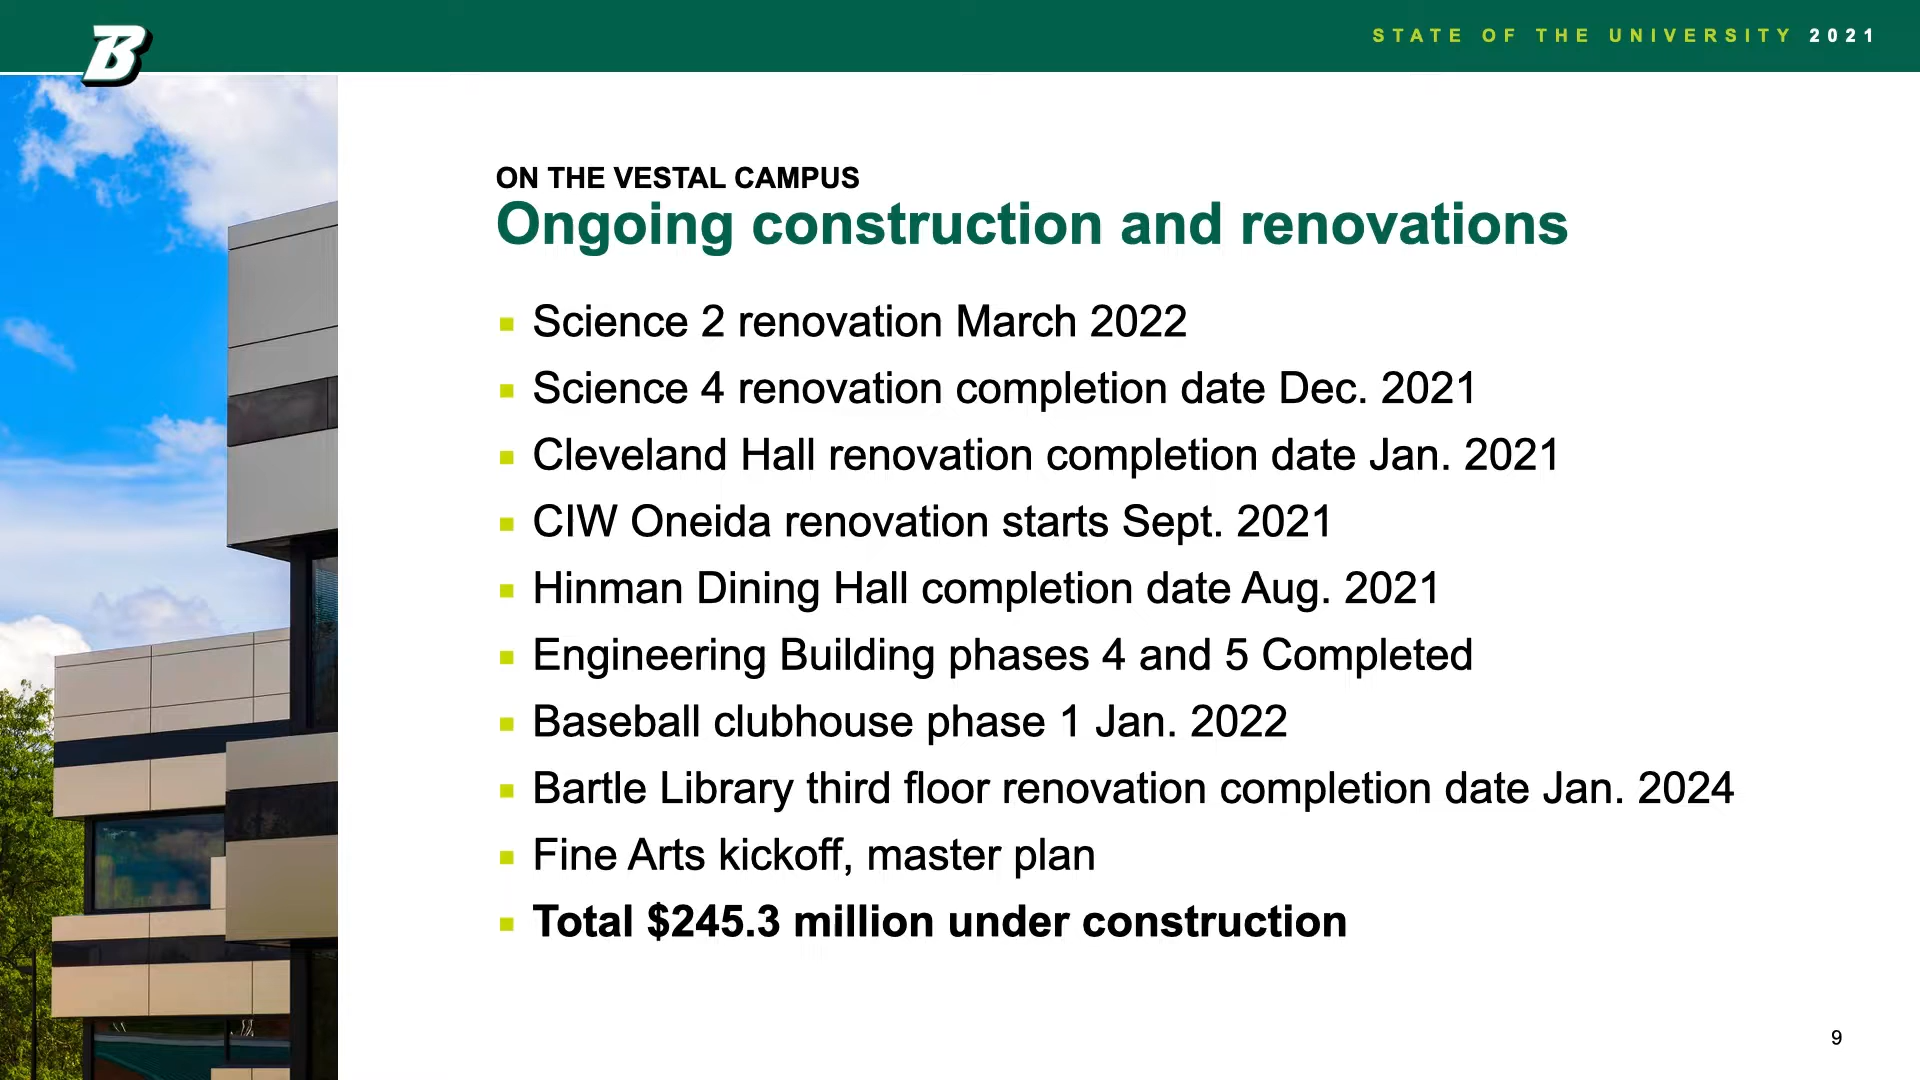 B
STATE OF THE UNIVERSITY 2021
ON THE VESTAL CAMPUS
Ongoing construction and renovations
Science 2 renovation March 2022
Science 4 renovation completion date Dec. 2021
Cleveland Hall renovation completion date Jan. 2021
CIW Oneida renovation starts Sept. 2021
Hinman Dining Hall completion date Aug. 2021
Engineering Building phases 4 and 5 Completed
Baseball clubhouse phase 1 Jan. 2022
Bartle Library third floor renovation completion date Jan. 2024
Fine Arts kickoff, master plan
Total $245.3 million under construction
9